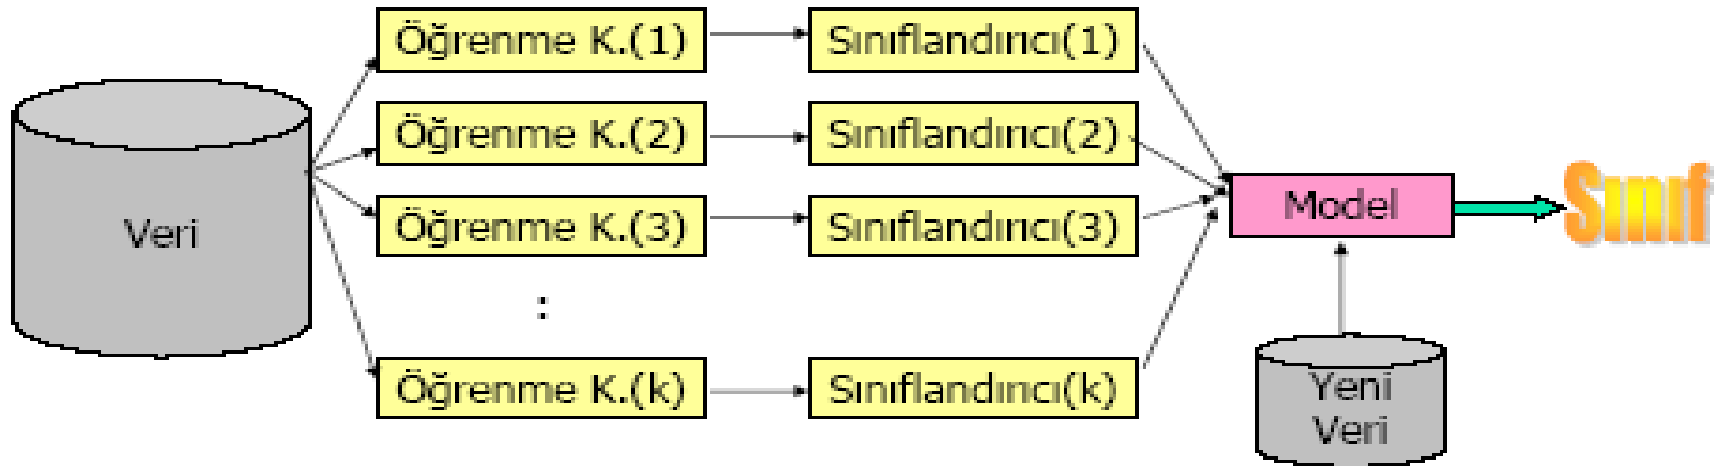 Veri
Öğrenme K.(1)
Sınıflandırıcı(1)
Öğrenme K.(2)
Sınıflandırıcı(2)
Öğrenme K.(3)
Sınıflandırıcı(3)
:
Öğrenme K.(k)
Sınıflandırıcı(k)
Model
Sınıf
Yeni
Veri